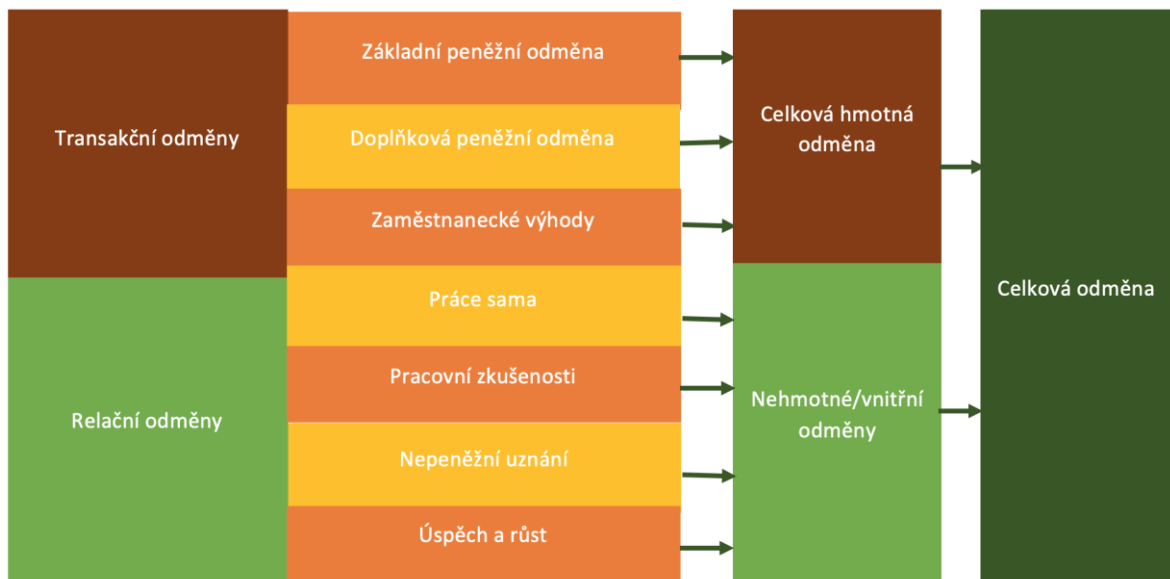 Transakční odměny
Relační odměny
Základní peněžní odměna
Doplňková peněžní odměna
Zaměstnanecké výhody
Práce sama
Pracovní zkušenosti
Nepeněžní uznání
Úspěch a růst
Celková hmotná
odměna
Nehmotné/vnitřní
odměny
Celková odměna